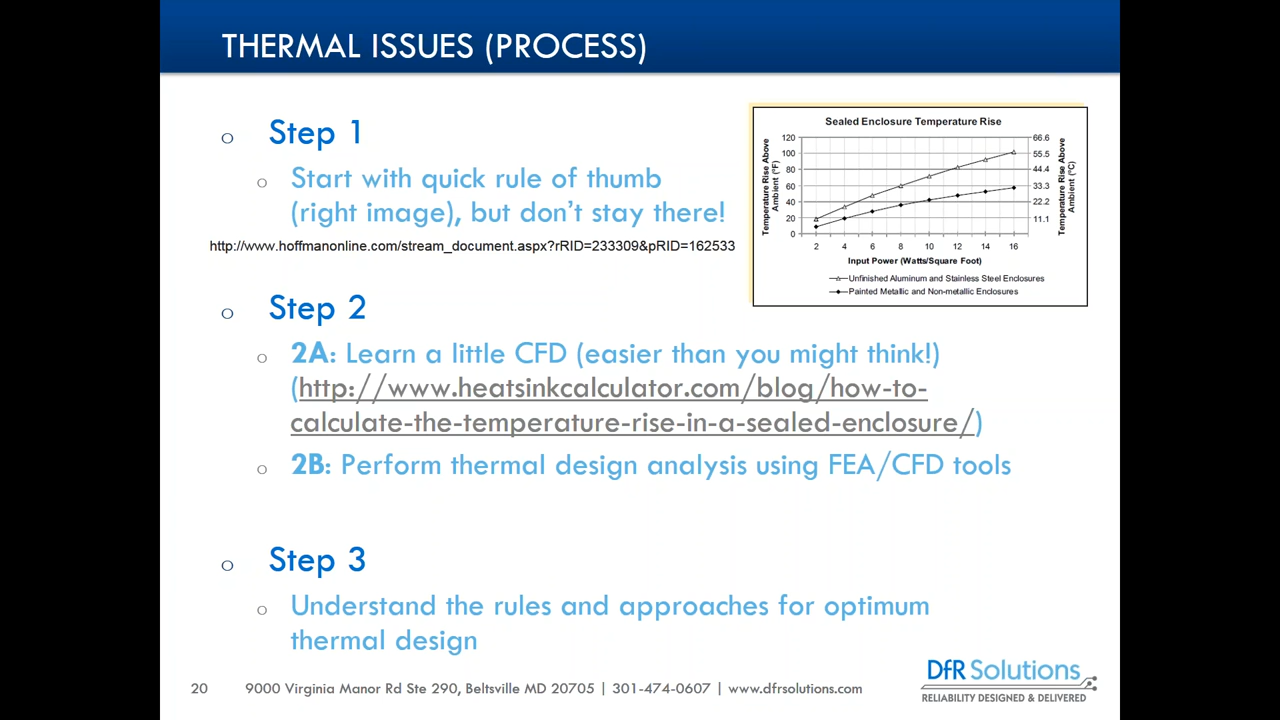 THERMAL ISSUES (PROCESS)
Step 1
Start with quick rule of thumb
(right image), but don’t stay there!
http://www.hoffmanonline.com/stream_document.aspx?rRID=233309&pRID=162533
Sealed Enclosure Temperature Rise
Temperature Rise Above
Ambient (°F)
120
100
80
60
40
20
0
66.6
55.5
44.4
33.3
22.2
11.1
Temperature Rise Above
Ambient (°C)
2 4 6 8 10 12 14 16
Input Power (Watts/Square Foot)
Unfinished Aluminum and Stainless Steel Enclosures
Painted Metallic and Non-metallic Enclosures
Step 2
2A: Learn a little CFD (easier than you might think!)
(http://www.heatsinkcalculator.com/blog/how-to-
calculate-the-temperature-rise-in-a-sealed-enclosure/)
2B: Perform thermal design analysis using FEA/CFD tools
Step 3
Understand the rules and approaches for optimum
thermal design
20
9000 Virginia Manor Rd Ste 290, Beltsville MD 20705 | 301-474-0607 | www.dfrsolutions.com
DfR Solutions
RELIABILITY DESIGNED & DELIVERED